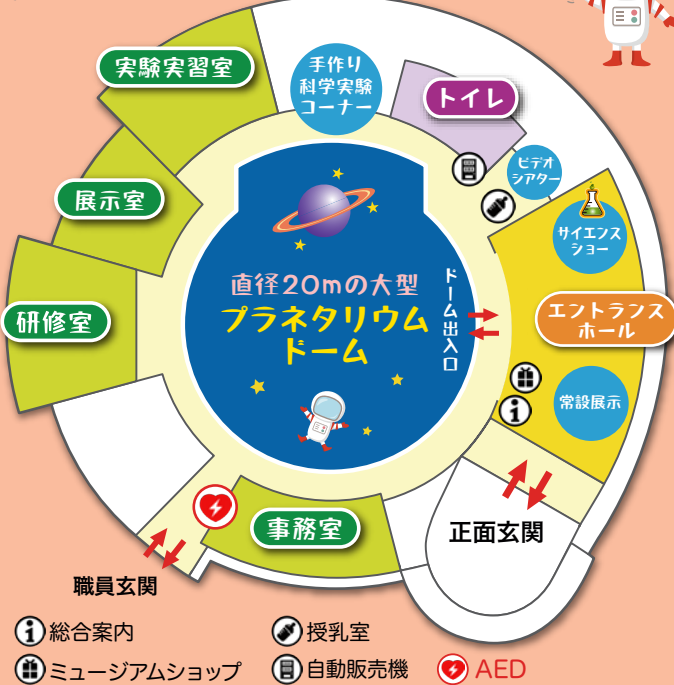 実験実習室
手作り
科学実験
コーナー
トイレ
ビデオ
シアター
展示室
サイエンス
ショー
直径20mの大型
プラネタリウム
ドーム
ドーム出入口
エントランス
ホール
研修室
常設展示
事務室
正面玄関
職員玄関
総合案内
授乳室
ミュージアムショップ
自動販売機
AED